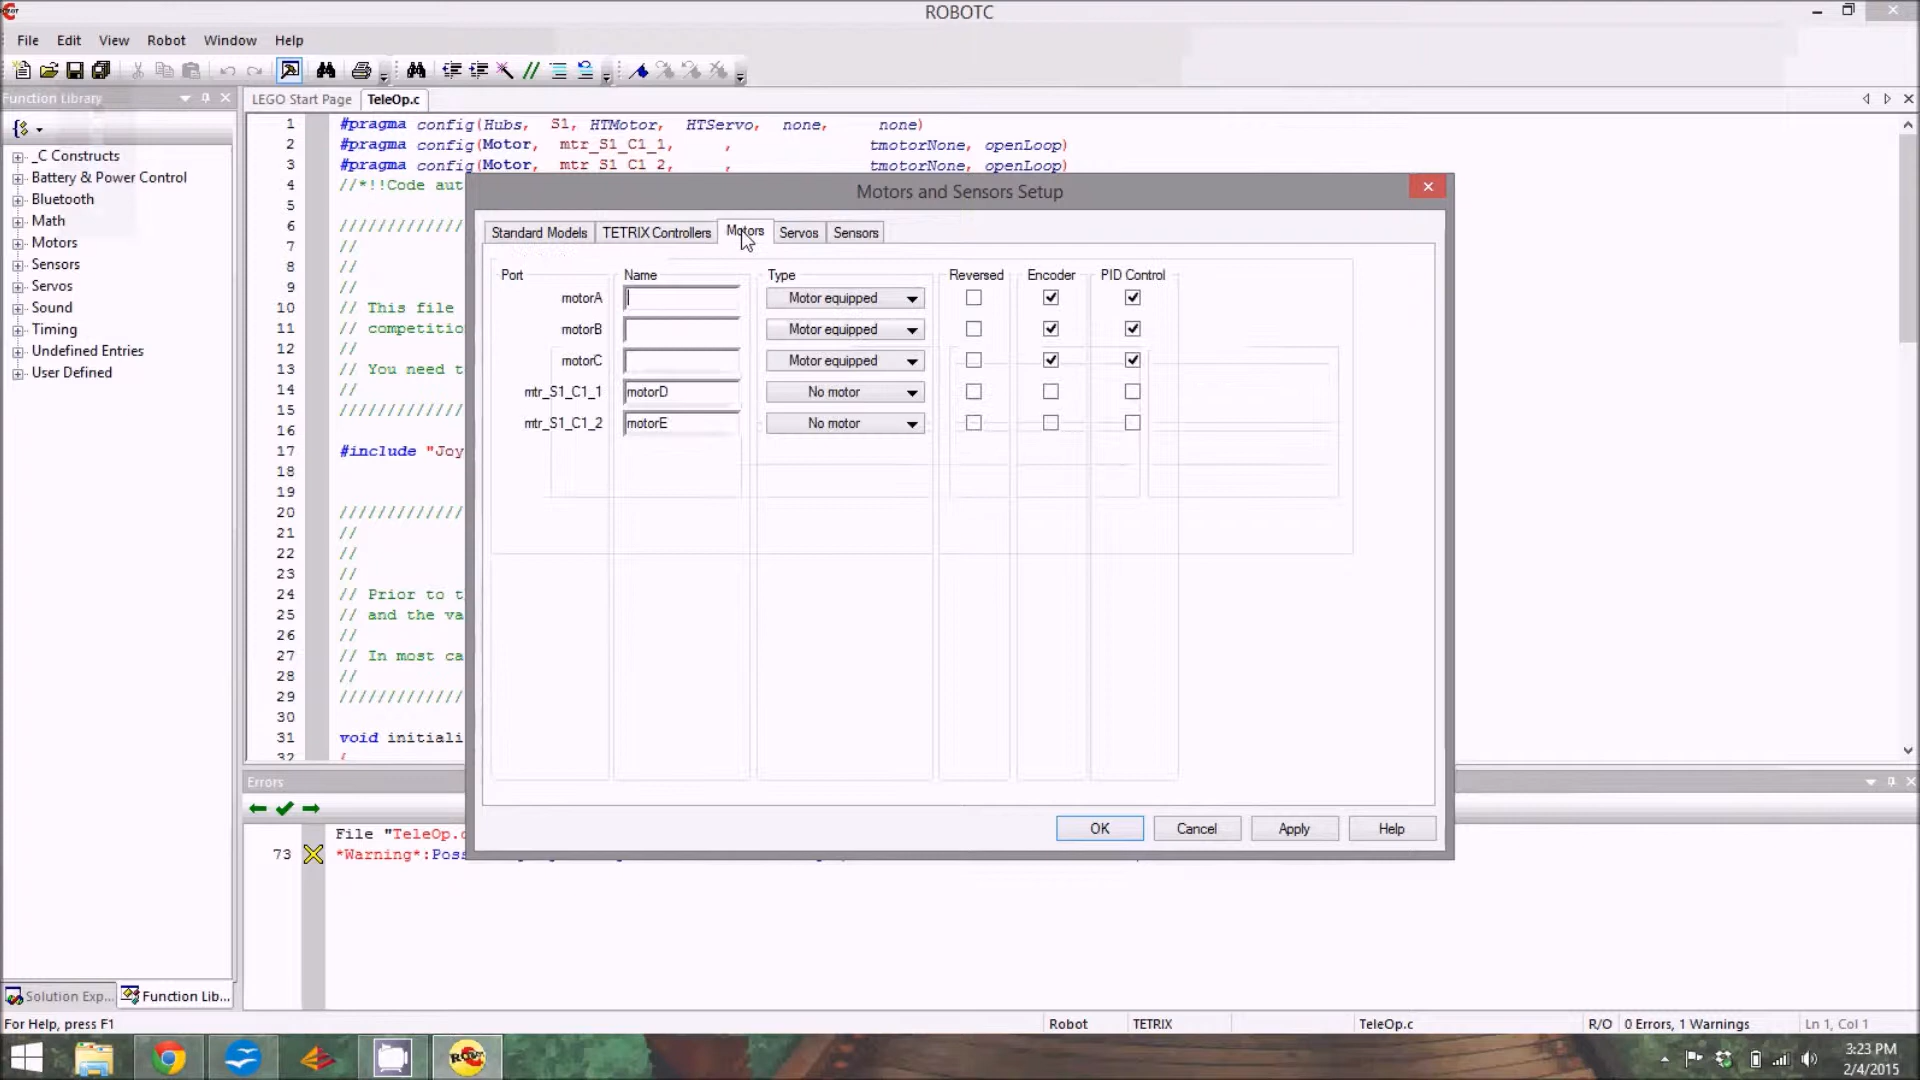 ROBOTC
File Edit View Robot Window Help
Function Library
LEGO Start Page TeleOp.c
_C Constructs
Battery & Power Control
Bluetooth
Math
Motors
Sensors
Servos
Sound
Timing
Undefined Entries
User Defined
1 #pragma config(Hubs, S1, HTMotor, HTServo, none, none)
2 #pragma config(Motor, mtr_S1_C1_1, , tmotorNone, openLoop)
3 #pragma config(Motor, mtr_S1_C1_2, , tmotorNone, openLoop)
4 //*!!Code aut
5
6 /////////////
7 //
8 //
9 //
10 // This file
11 // competitio
12 //
13 // You need t
14 //
15 /////////////
16
17 #include "Joy
18
19
20 /////////////
21 //
22 //
23 //
24 // Prior to t
25 // and the va
26 //
27 // In most ca
28 //
29 /////////////
30
31 void initiali
32 {
Motors and Sensors Setup
Standard Models TETRIX Controllers Motors Servos Sensors
Port Name Type Reversed Encoder PID Control
motorA Motor equipped
motorB Motor equipped
motorC Motor equipped
mtr_S1_C1_1 motorD No motor
mtr_S1_C1_2 motorE No motor
OK Cancel Apply Help
Errors
File "TeleOp.c
73 *Warning*:Poss
Solution Exp... Function Lib...
For Help, press F1 Robot TETRIX TeleOp.c R/O 0 Errors, 1 Warnings Ln 1, Col 1
3:23 PM
2/4/2015